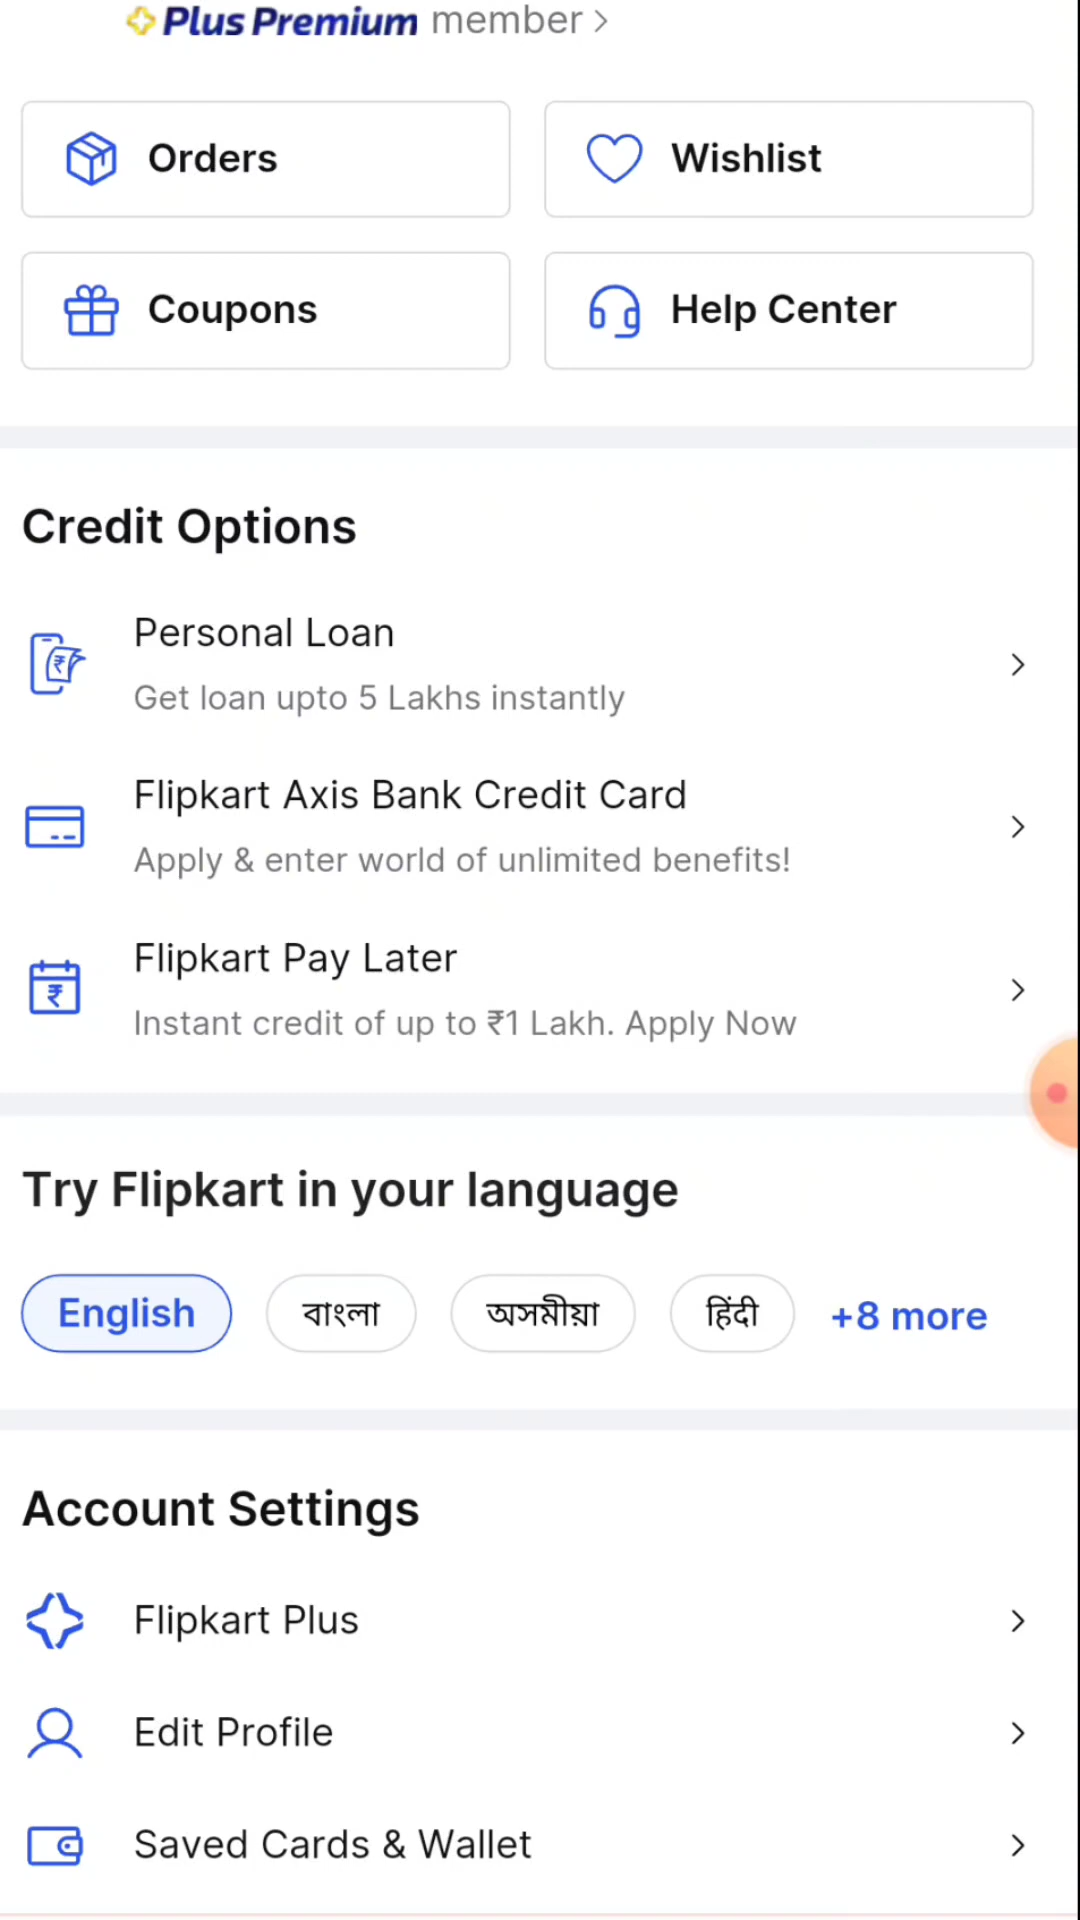 Plus Premium member
Orders
Wishlist
Coupons
Help Center
Credit Options
Personal Loan
Get loan upto 5 Lakhs instantly
Flipkart Axis Bank Credit Card
Apply & enter world of unlimited benefits!
Flipkart Pay Later
Instant credit of up to ₹1 Lakh. Apply Now
Try Flipkart in your language
English বাংলা অসমীয়া हिंदी +8 more
Account Settings
Flipkart Plus
Edit Profile
Saved Cards & Wallet